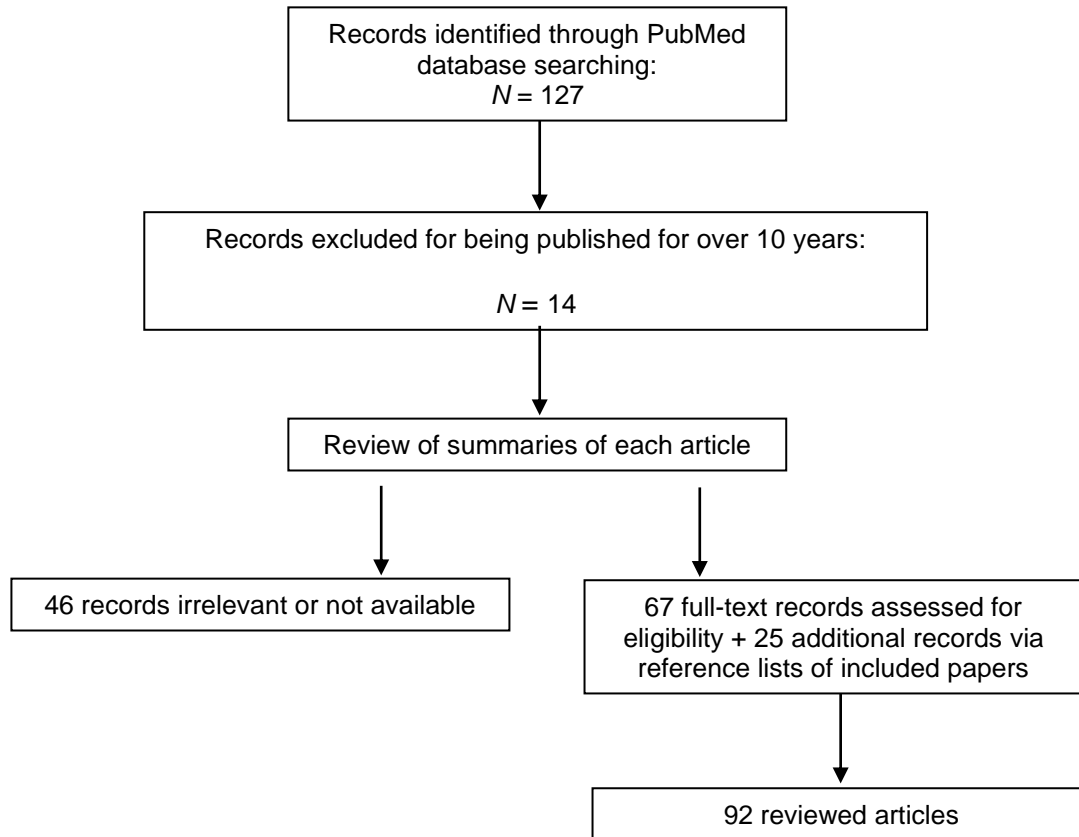 Records identified through PubMed
database searching:
N = 127
Records excluded for being published for over 10 years:
N = 14
Review of summaries of each article
46 records irrelevant or not available
67 full-text records assessed for
eligibility + 25 additional records via
reference lists of included papers
92 reviewed articles